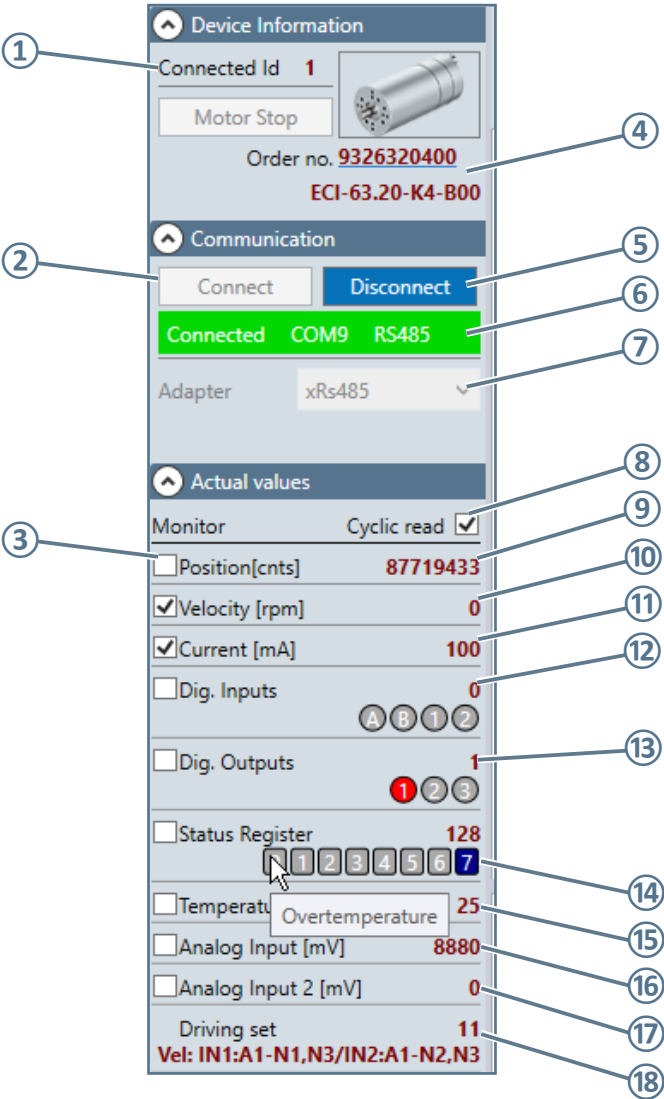 Device Information
① Connected Id 1
Motor Stop
Order no. 9326320400 ④
ECI-63.20-K4-B00
Communication
② Connect Disconnect ⑤
Connected COM9 RS485 ⑥
Adapter xRs485 ⑦
Actual values
Monitor Cyclic read ⑧
③ Position[cnts] 87719433 ⑨
Velocity [rpm] 0 ⑩
Current [mA] 100 ⑪
Dig. Inputs 0 ⑫
A B 1 2
Dig. Outputs 1 ⑬
1 2 3
Status Register 128
1 2 3 4 5 6 7 ⑭
25 ⑮
Overtemperature
Analog Input [mV] 8880 ⑯
Analog Input 2 [mV] 0 ⑰
Driving set 11 ⑱
Vel: IN1:A1-N1,N3/IN2:A1-N2,N3